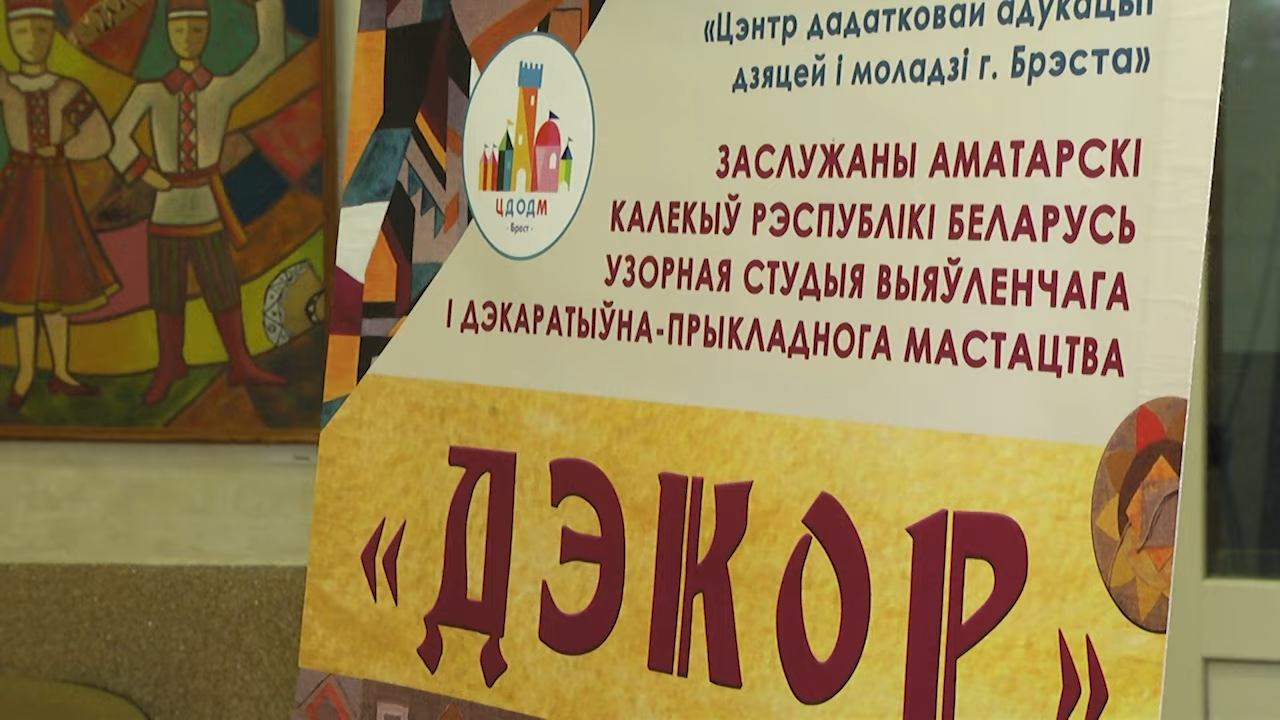 «Цэнтр дадатковай адукацыі
дзяцей і моладзі г. Брэста»
ЦДОДМ
- Брест -
ЗАСЛУЖАНЫ АМАТАРСКІ
КАЛЕКЫЎ РЭСПУБЛІКІ БЕЛАРУСЬ
УЗОРНАЯ СТУДЫЯ ВЫЯЎЛЕНЧАГА
І ДЭКАРАТЫЎНА-ПРЫКЛАДНОГА МАСТАЦТВА
«ДЭКОР»